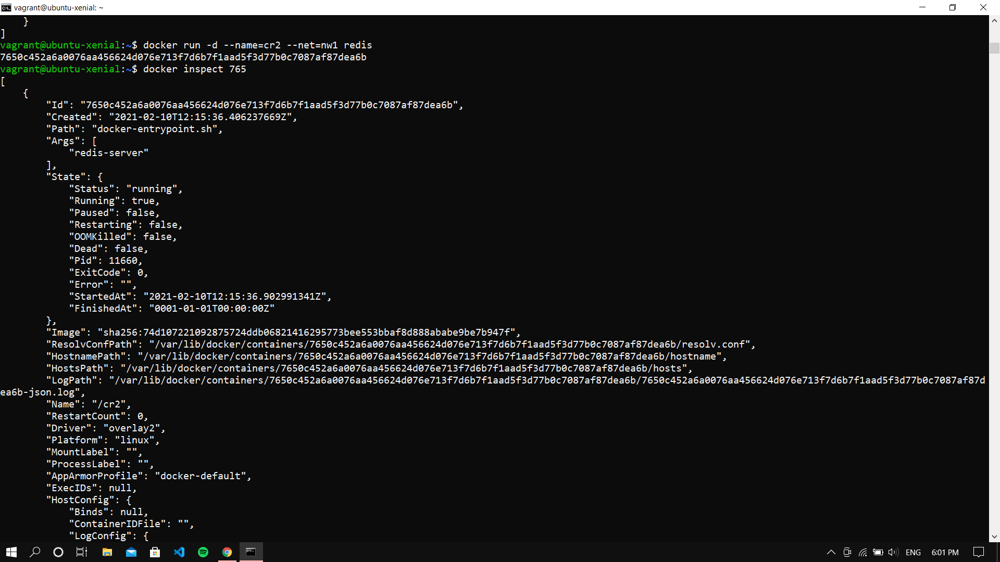 vagrant@ubuntu-xenial: ~
    }
]
vagrant@ubuntu-xenial:~$ docker run -d --name=cr2 --net=nw1 redis
7650c452a6a0076aa456624d076e713f7d6b7f1aad5f3d77b0c7087af87dea6b
vagrant@ubuntu-xenial:~$ docker inspect 765
[
    {
        "Id": "7650c452a6a0076aa456624d076e713f7d6b7f1aad5f3d77b0c7087af87dea6b",
        "Created": "2021-02-10T12:15:36.406237669Z",
        "Path": "docker-entrypoint.sh",
        "Args": [
            "redis-server"
        ],
        "State": {
            "Status": "running",
            "Running": true,
            "Paused": false,
            "Restarting": false,
            "OOMKilled": false,
            "Dead": false,
            "Pid": 11660,
            "ExitCode": 0,
            "Error": "",
            "StartedAt": "2021-02-10T12:15:36.902991341Z",
            "FinishedAt": "0001-01-01T00:00:00Z"
        },
        "Image": "sha256:74d107221092875724ddb06821416295773bee553bbaf8d888ababe9be7b947f",
        "ResolvConfPath": "/var/lib/docker/containers/7650c452a6a0076aa456624d076e713f7d6b7f1aad5f3d77b0c7087af87dea6b/resolv.conf",
        "HostnamePath": "/var/lib/docker/containers/7650c452a6a0076aa456624d076e713f7d6b7f1aad5f3d77b0c7087af87dea6b/hostname",
        "HostsPath": "/var/lib/docker/containers/7650c452a6a0076aa456624d076e713f7d6b7f1aad5f3d77b0c7087af87dea6b/hosts",
        "LogPath": "/var/lib/docker/containers/7650c452a6a0076aa456624d076e713f7d6b7f1aad5f3d77b0c7087af87dea6b/7650c452a6a0076aa456624d076e713f7d6b7f1aad5f3d77b0c7087af87d
ea6b-json.log",
        "Name": "/cr2",
        "RestartCount": 0,
        "Driver": "overlay2",
        "Platform": "linux",
        "MountLabel": "",
        "ProcessLabel": "",
        "AppArmorProfile": "docker-default",
        "ExecIDs": null,
        "HostConfig": {
            "Binds": null,
            "ContainerIDFile": "",
            "LogConfig": {
ENG 6:01 PM